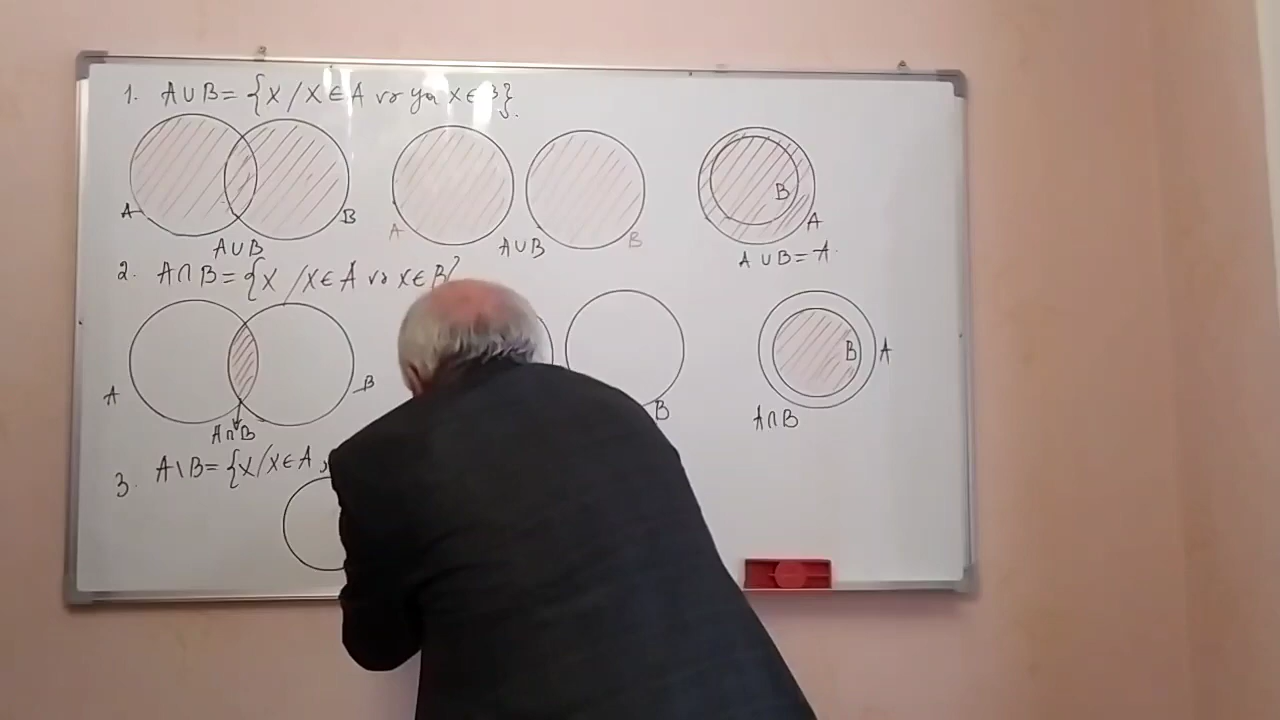 1. A∪B={x/x∈A və ya x∈B}.
A B A B B A
A∪B A∪B A∪B=A.
2. A∩B={x/x∈A və x∈B}
A B B B A
A∩B A∩B
3. A\B={x/x∈A,